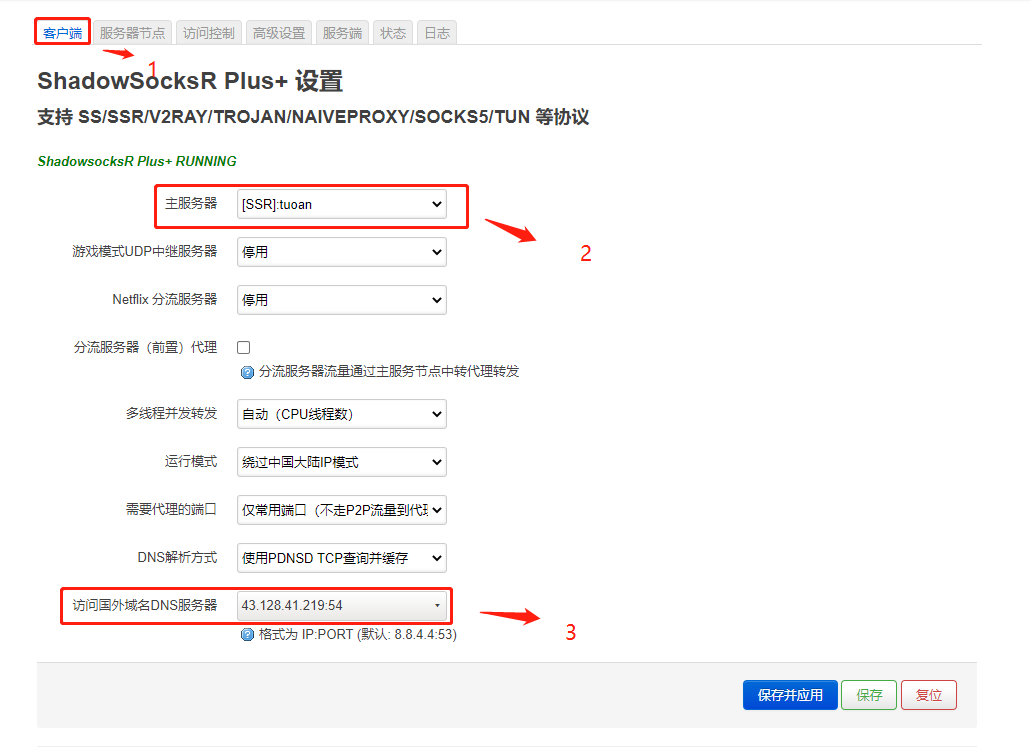 客户端 服务器节点 访问控制 高级设置 服务端 状态 日志
1
ShadowSocksR Plus+ 设置
支持 SS/SSR/V2RAY/TROJAN/NAIVEPROXY/SOCKS5/TUN 等协议
ShadowsocksR Plus+ RUNNING
主服务器 [SSR]:tuoan
2
游戏模式UDP中继服务器 停用
Netflix 分流服务器 停用
分流服务器（前置）代理
分流服务器流量通过主服务节点中转代理转发
多线程并发转发 自动（CPU线程数）
运行模式 绕过中国大陆IP模式
需要代理的端口 仅常用端口（不走P2P流量到代理
DNS解析方式 使用PDNSD TCP查询并缓存
访问国外域名DNS服务器 43.128.41.219:54
3
格式为 IP:PORT (默认: 8.8.4.4:53)
保存并应用 保存 复位